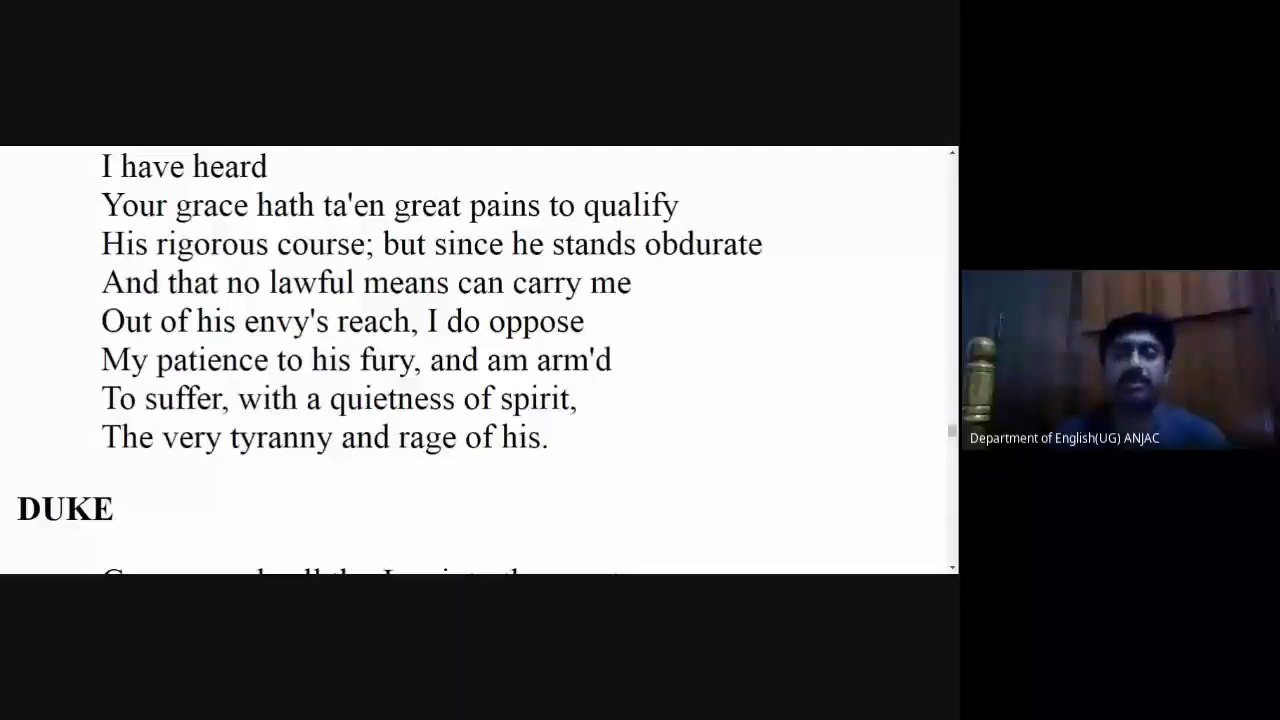 I have heard
Your grace hath ta'en great pains to qualify
His rigorous course; but since he stands obdurate
And that no lawful means can carry me
Out of his envy's reach, I do oppose
My patience to his fury, and am arm'd
To suffer, with a quietness of spirit,
The very tyranny and rage of his.
DUKE
Department of English(UG) ANJAC